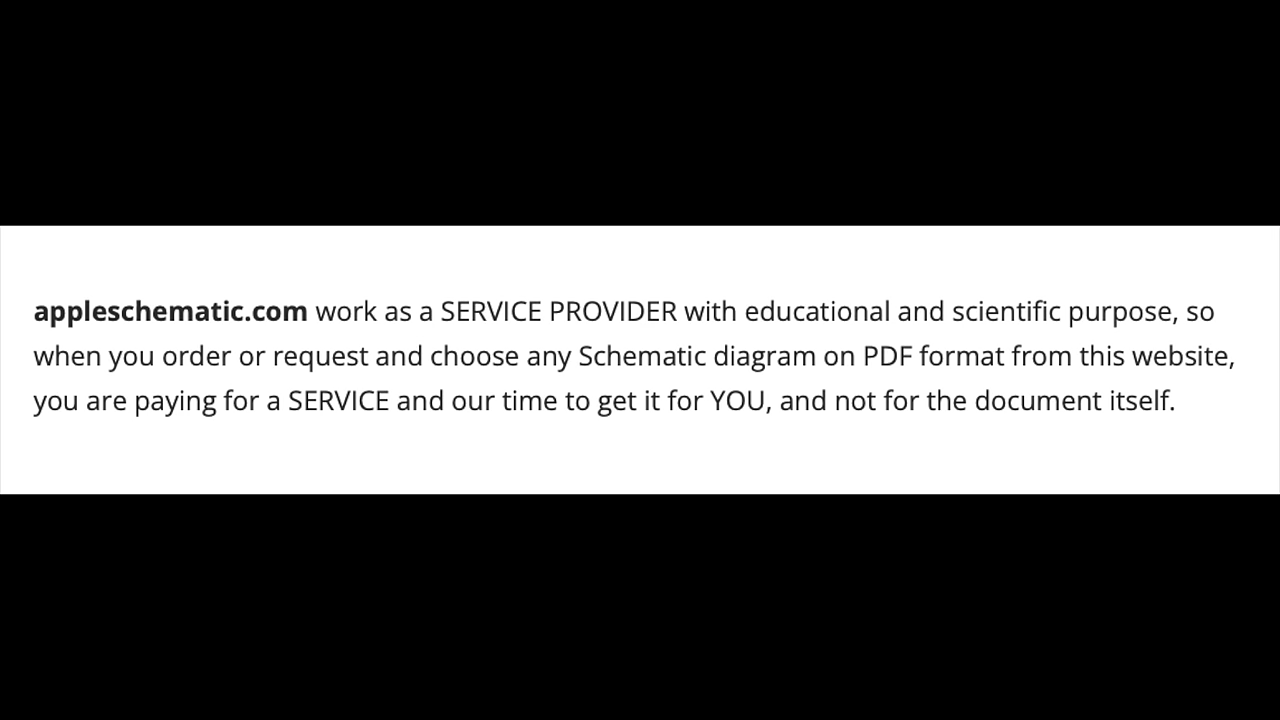 appleschematic.com work as a SERVICE PROVIDER with educational and scientific purpose, so
when you order or request and choose any Schematic diagram on PDF format from this website,
you are paying for a SERVICE and our time to get it for YOU, and not for the document itself.